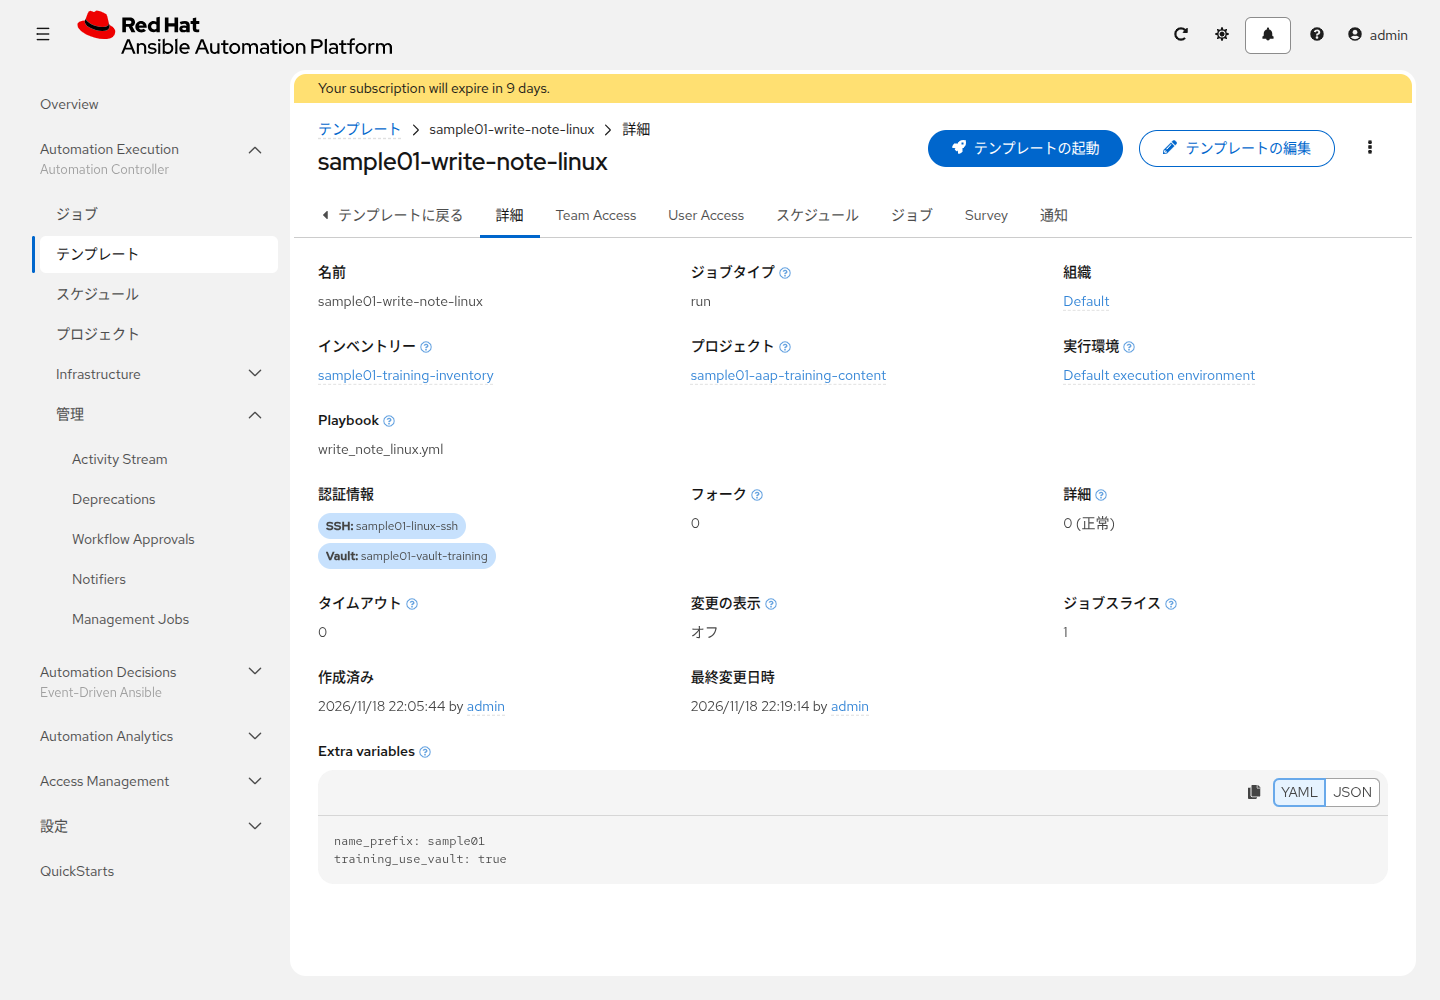 Red Hat
Ansible Automation Platform
admin
Overview
Automation Execution
Automation Controller
ジョブ
テンプレート
スケジュール
プロジェクト
Infrastructure
管理
Activity Stream
Deprecations
Workflow Approvals
Notifiers
Management Jobs
Automation Decisions
Event-Driven Ansible
Automation Analytics
Access Management
設定
QuickStarts
Your subscription will expire in 9 days.
テンプレート > sample01-write-note-linux > 詳細
sample01-write-note-linux
テンプレートの起動
テンプレートの編集
テンプレートに戻る 詳細 Team Access User Access スケジュール ジョブ Survey 通知
名前
sample01-write-note-linux
ジョブタイプ
run
組織
Default
インベントリー
sample01-training-inventory
プロジェクト
sample01-aap-training-content
実行環境
Default execution environment
Playbook
write_note_linux.yml
認証情報
SSH: sample01-linux-ssh
Vault: sample01-vault-training
フォーク
0
詳細
0 (正常)
タイムアウト
0
変更の表示
オフ
ジョブスライス
1
作成済み
2026/11/18 22:05:44 by admin
最終変更日時
2026/11/18 22:19:14 by admin
Extra variables
YAML JSON
name_prefix: sample01
training_use_vault: true